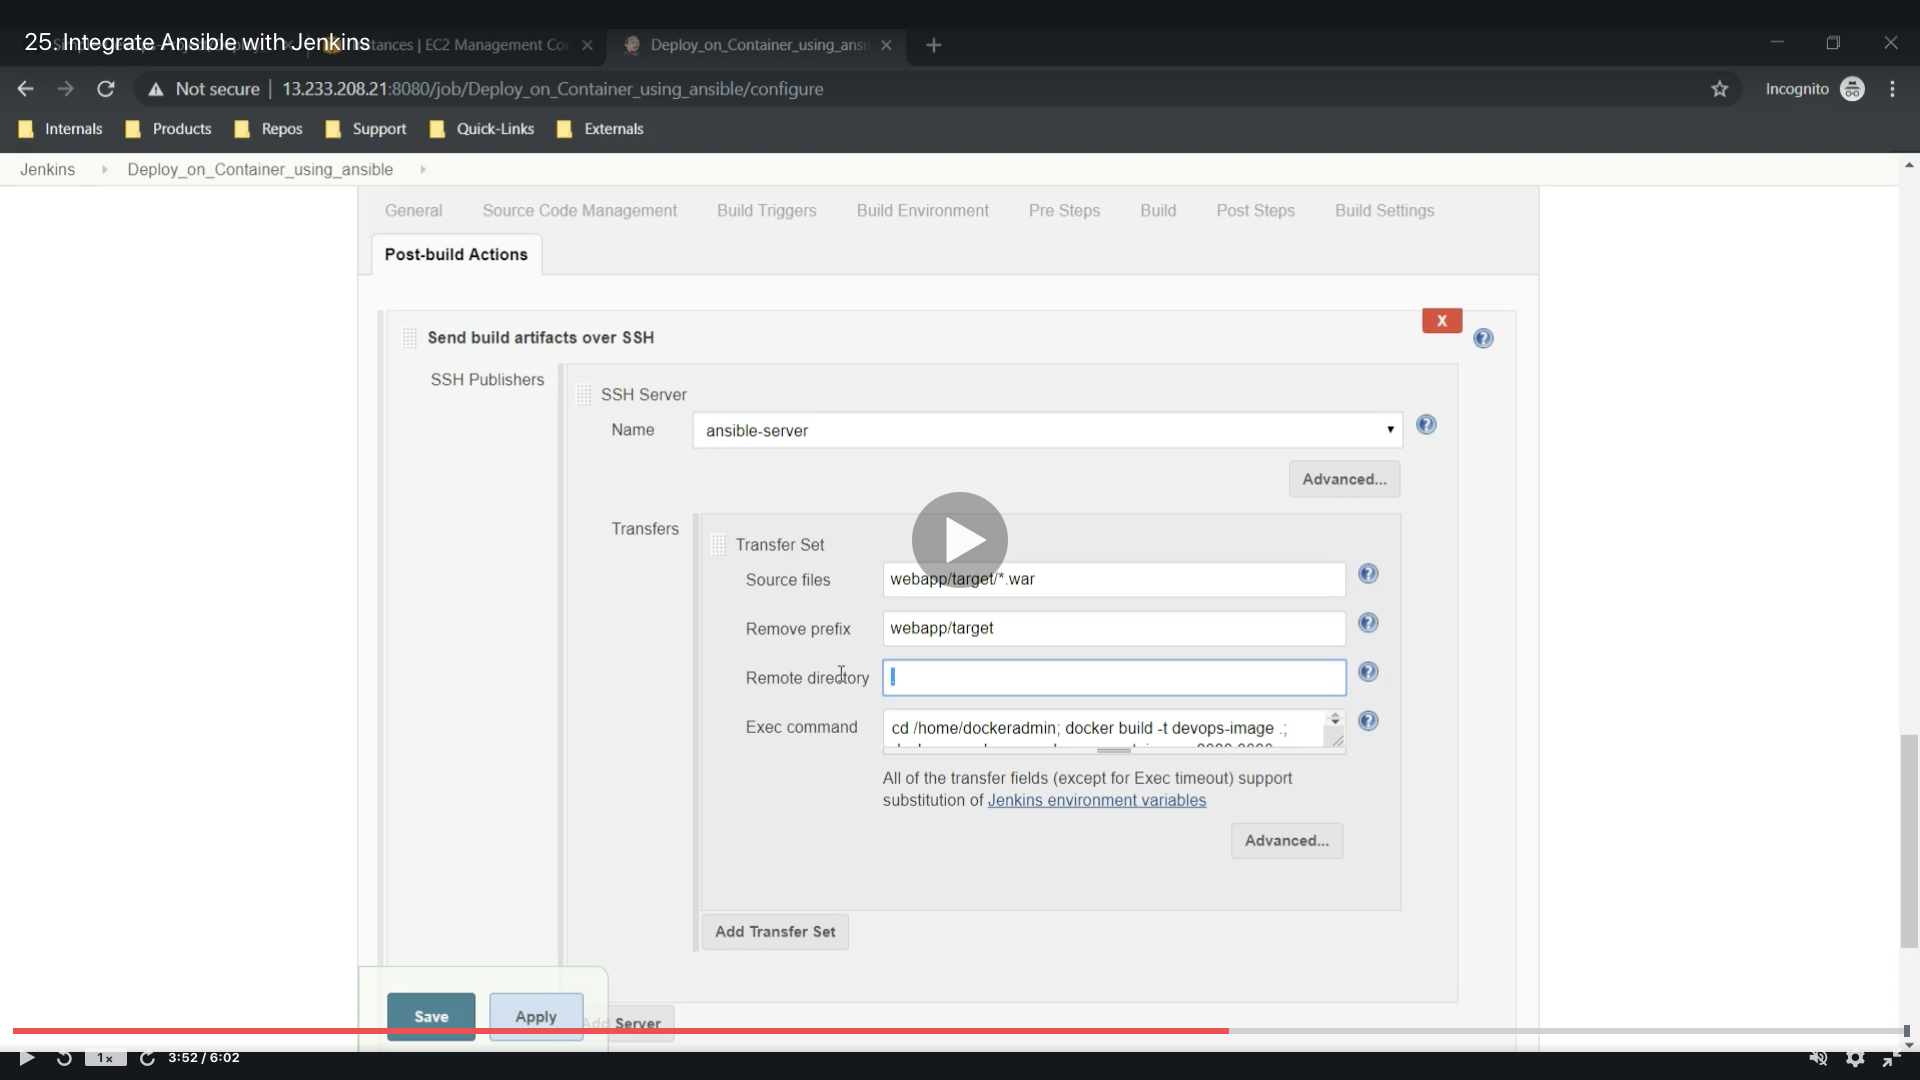 25. Integrate Ansible with Jenkins
Instances | EC2 Management Con
Deploy_on_Container_using_ansi
Not secure | 13.233.208.21:8080/job/Deploy_on_Container_using_ansible/configure
Incognito
Internals Products Repos Support Quick-Links Externals
Jenkins Deploy_on_Container_using_ansible
General Source Code Management Build Triggers Build Environment Pre Steps Build Post Steps Build Settings
Post-build Actions
X
Send build artifacts over SSH
SSH Publishers
SSH Server
Name ansible-server
Advanced...
Transfers
Transfer Set
Source files webapp/target/*.war
Remove prefix webapp/target
Remote directory .
Exec command cd /home/dockeradmin; docker build -t devops-image .;
All of the transfer fields (except for Exec timeout) support
substitution of Jenkins environment variables
Advanced...
Add Transfer Set
Save Apply Add Server
1x 3:52 / 6:02